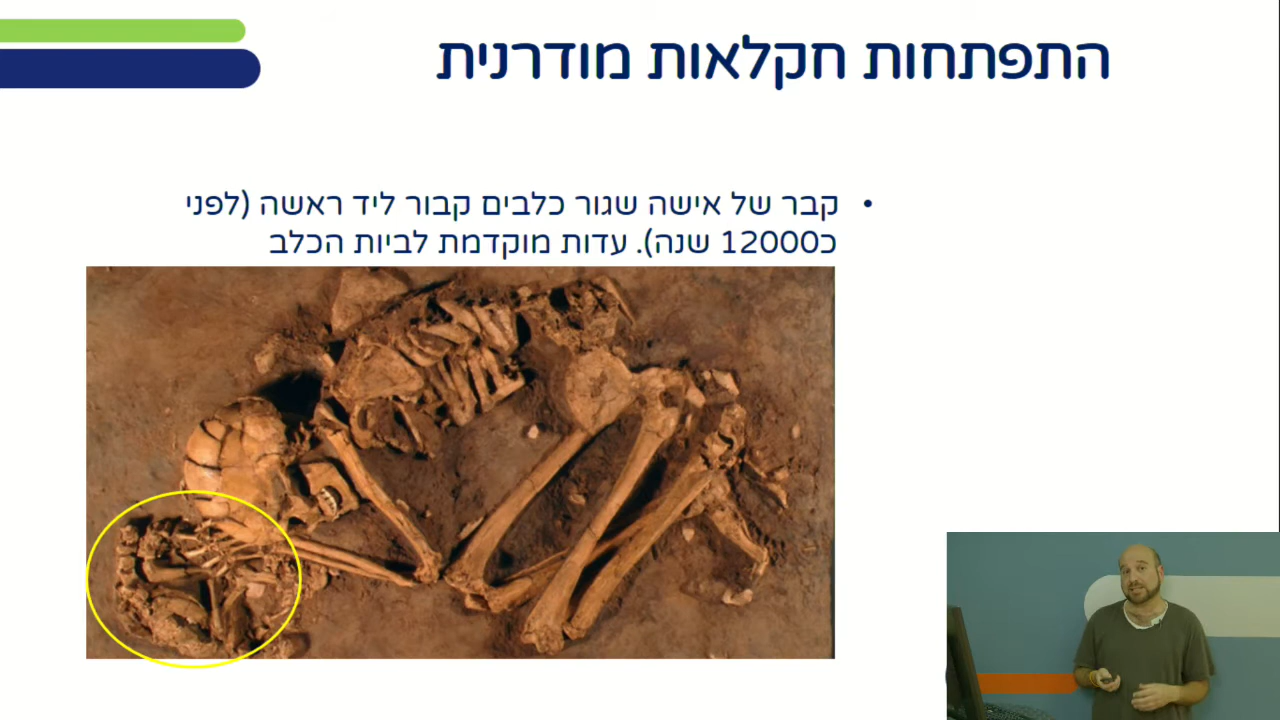 התפתחות חקלאות מודרנית
• קבר של אישה שגור כלבים קבור ליד ראשה (לפני
כ12000 שנה). עדות מוקדמת לביות הכלב